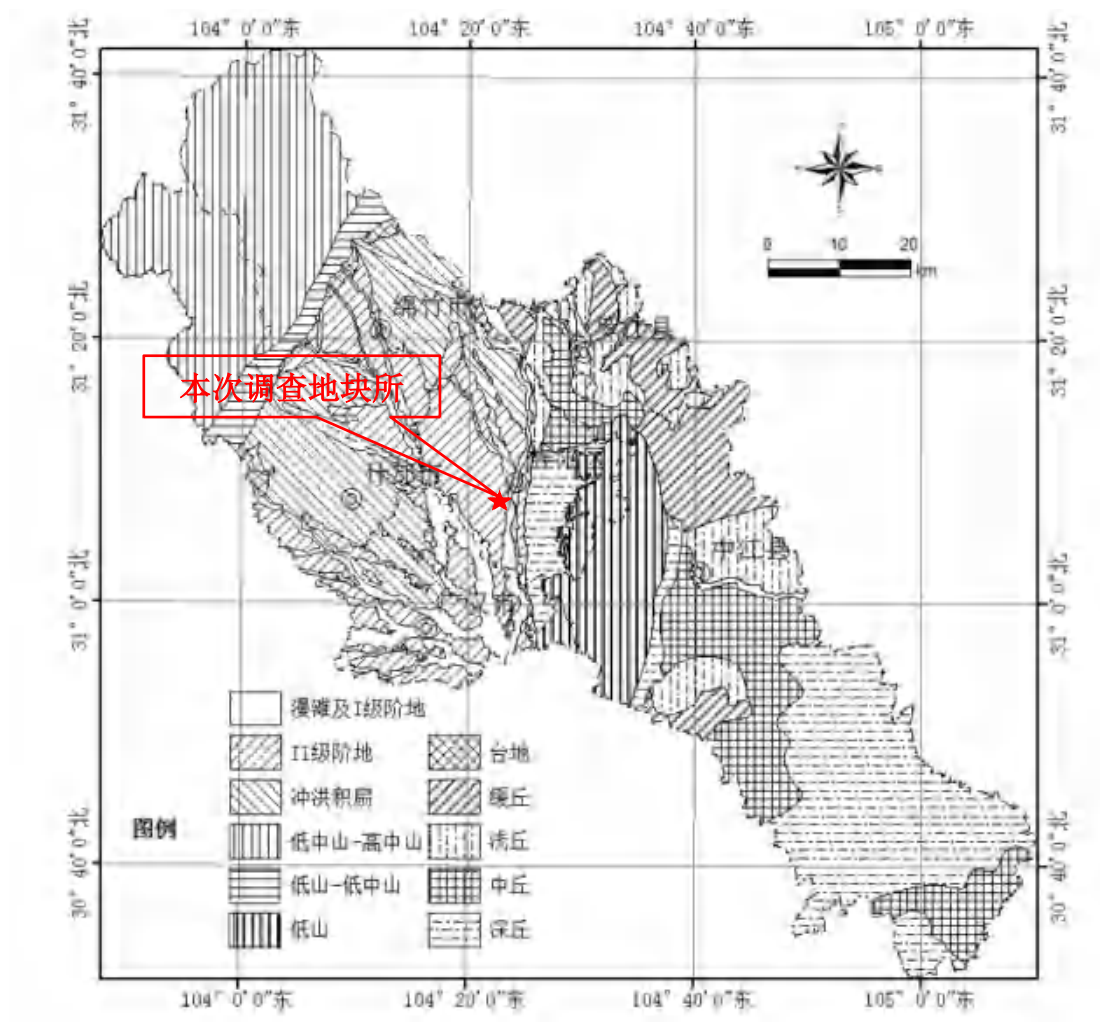 104° 0′ 0″东
104° 20′ 0″东
104° 40′ 0″东
105° 0′ 0″东
31° 40′ 0″北
31° 40′ 0″北
0
10
20
km
绵竹市
31° 20′ 0″北
31° 20′ 0″北
本次调查地块所
什邡市
中江县
31° 0′ 0″北
31° 0′ 0″北
漫滩及I级阶地
II级阶地
台地
冲洪积扇
缓丘
图例
低中山-高中山
浅丘
低山-低中山
中丘
低山
深丘
30° 40′ 0″北
30° 40′ 0″北
104° 0′ 0″东
104° 20′ 0″东
104° 40′ 0″东
105° 0′ 0″东